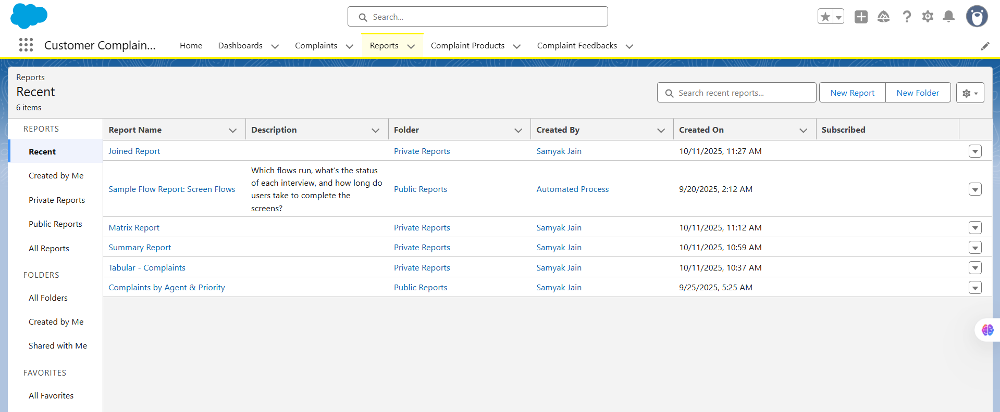 Search...
Customer Complain...
Home
Dashboards
Complaints
Reports
Complaint Products
Complaint Feedbacks
Reports
Recent
6 items
Search recent reports...
New Report
New Folder
REPORTS
Recent
Created by Me
Private Reports
Public Reports
All Reports
FOLDERS
All Folders
Created by Me
Shared with Me
FAVORITES
All Favorites
Report Name Description Folder Created By Created On Subscribed
Joined Report Private Reports Samyak Jain 10/11/2025, 11:27 AM
Sample Flow Report: Screen Flows
Which flows run, what's the status
of each interview, and how long do
users take to complete the
screens?
Public Reports Automated Process 9/20/2025, 2:12 AM
Matrix Report Private Reports Samyak Jain 10/11/2025, 11:12 AM
Summary Report Private Reports Samyak Jain 10/11/2025, 10:59 AM
Tabular - Complaints Private Reports Samyak Jain 10/11/2025, 10:37 AM
Complaints by Agent & Priority Public Reports Samyak Jain 9/25/2025, 5:25 AM